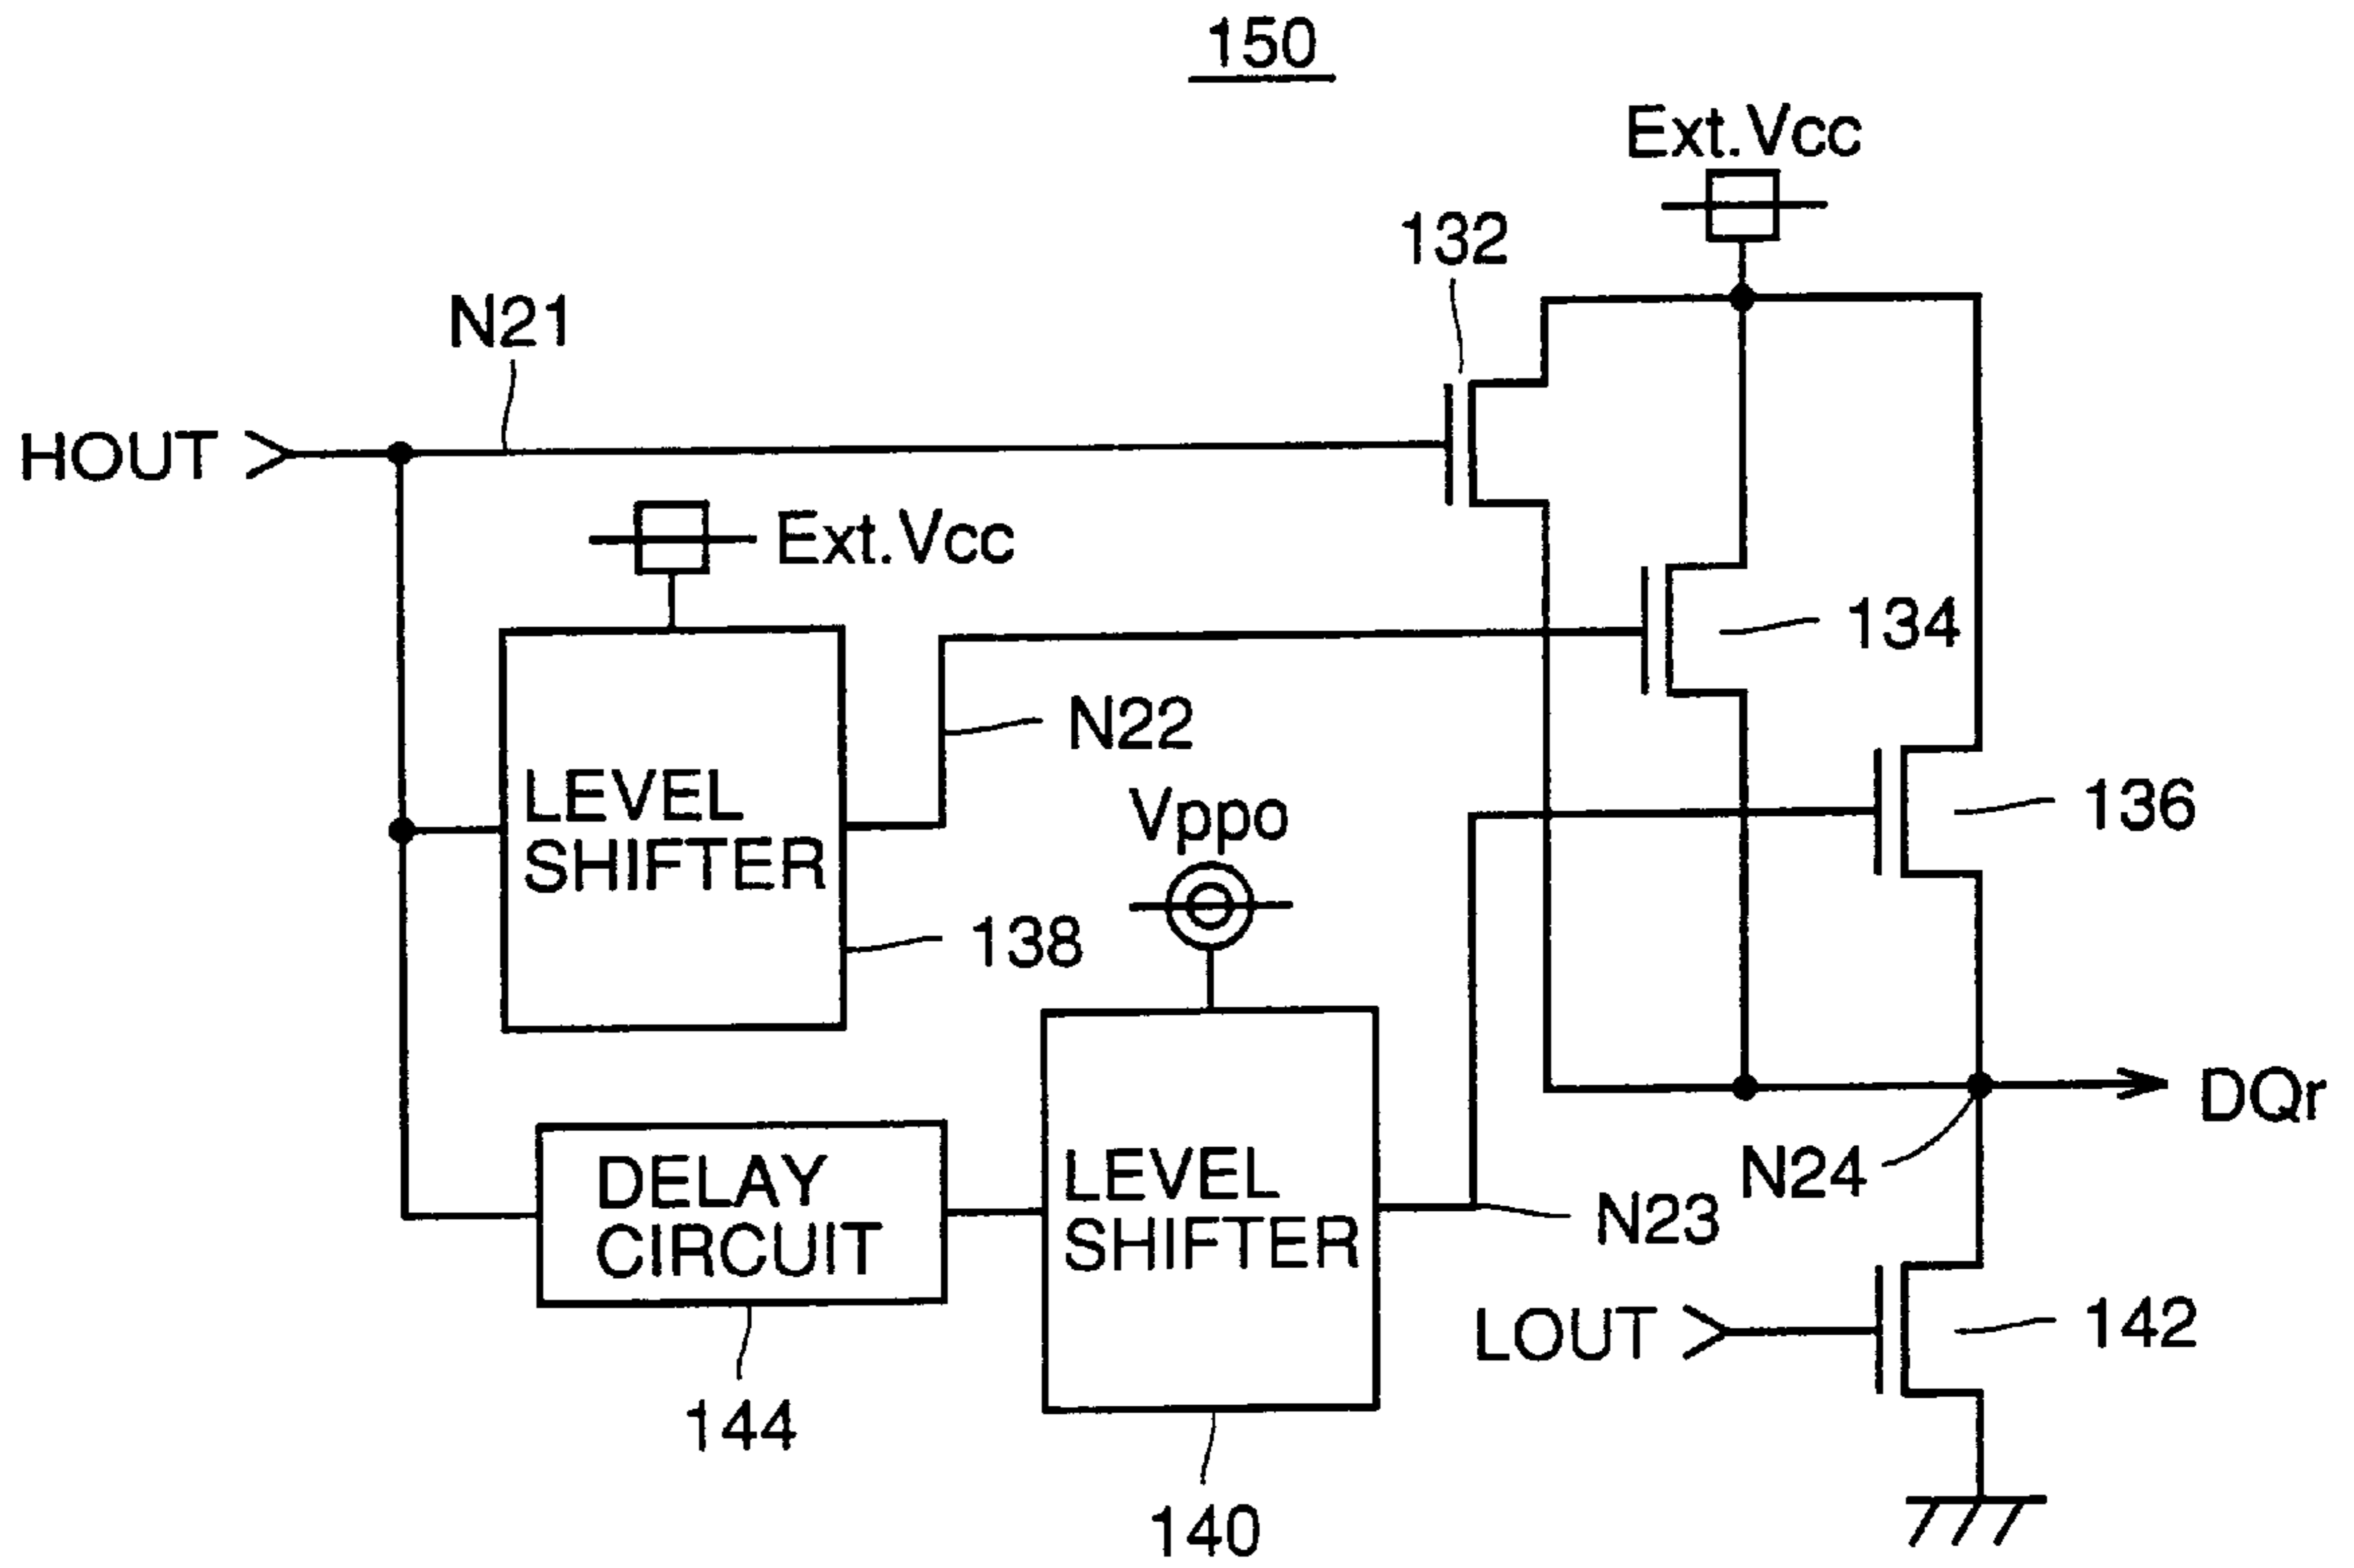 150
Ext.Vcc
132
N21
HOUT
Ext.Vcc
134
N22
LEVEL
SHIFTER
Vppo
136
138
DQr
DELAY
CIRCUIT
LEVEL
SHIFTER
N24
N23
LOUT
142
144
140